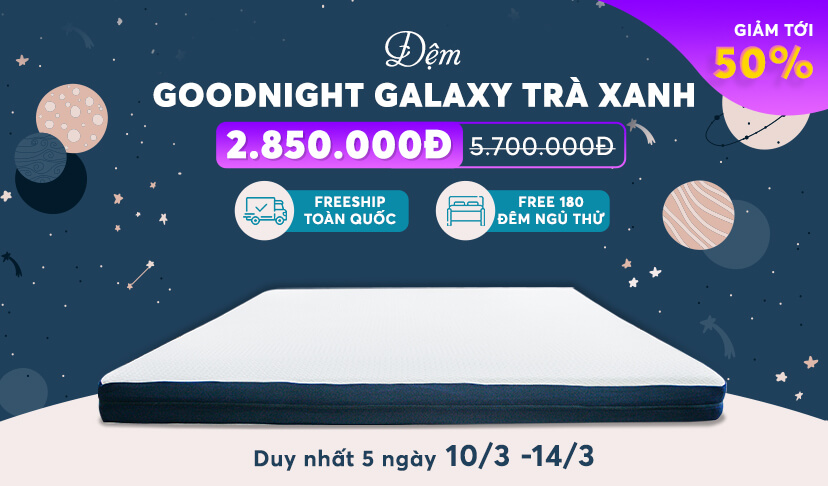 GIẢM TỚI
50%
Đệm
GOODNIGHT GALAXY TRÀ XANH
2.850.000Đ 5.700.000Đ
FREESHIP
TOÀN QUỐC
FREE 180
ĐÊM NGỦ THỬ
Duy nhất 5 ngày 10/3 -14/3